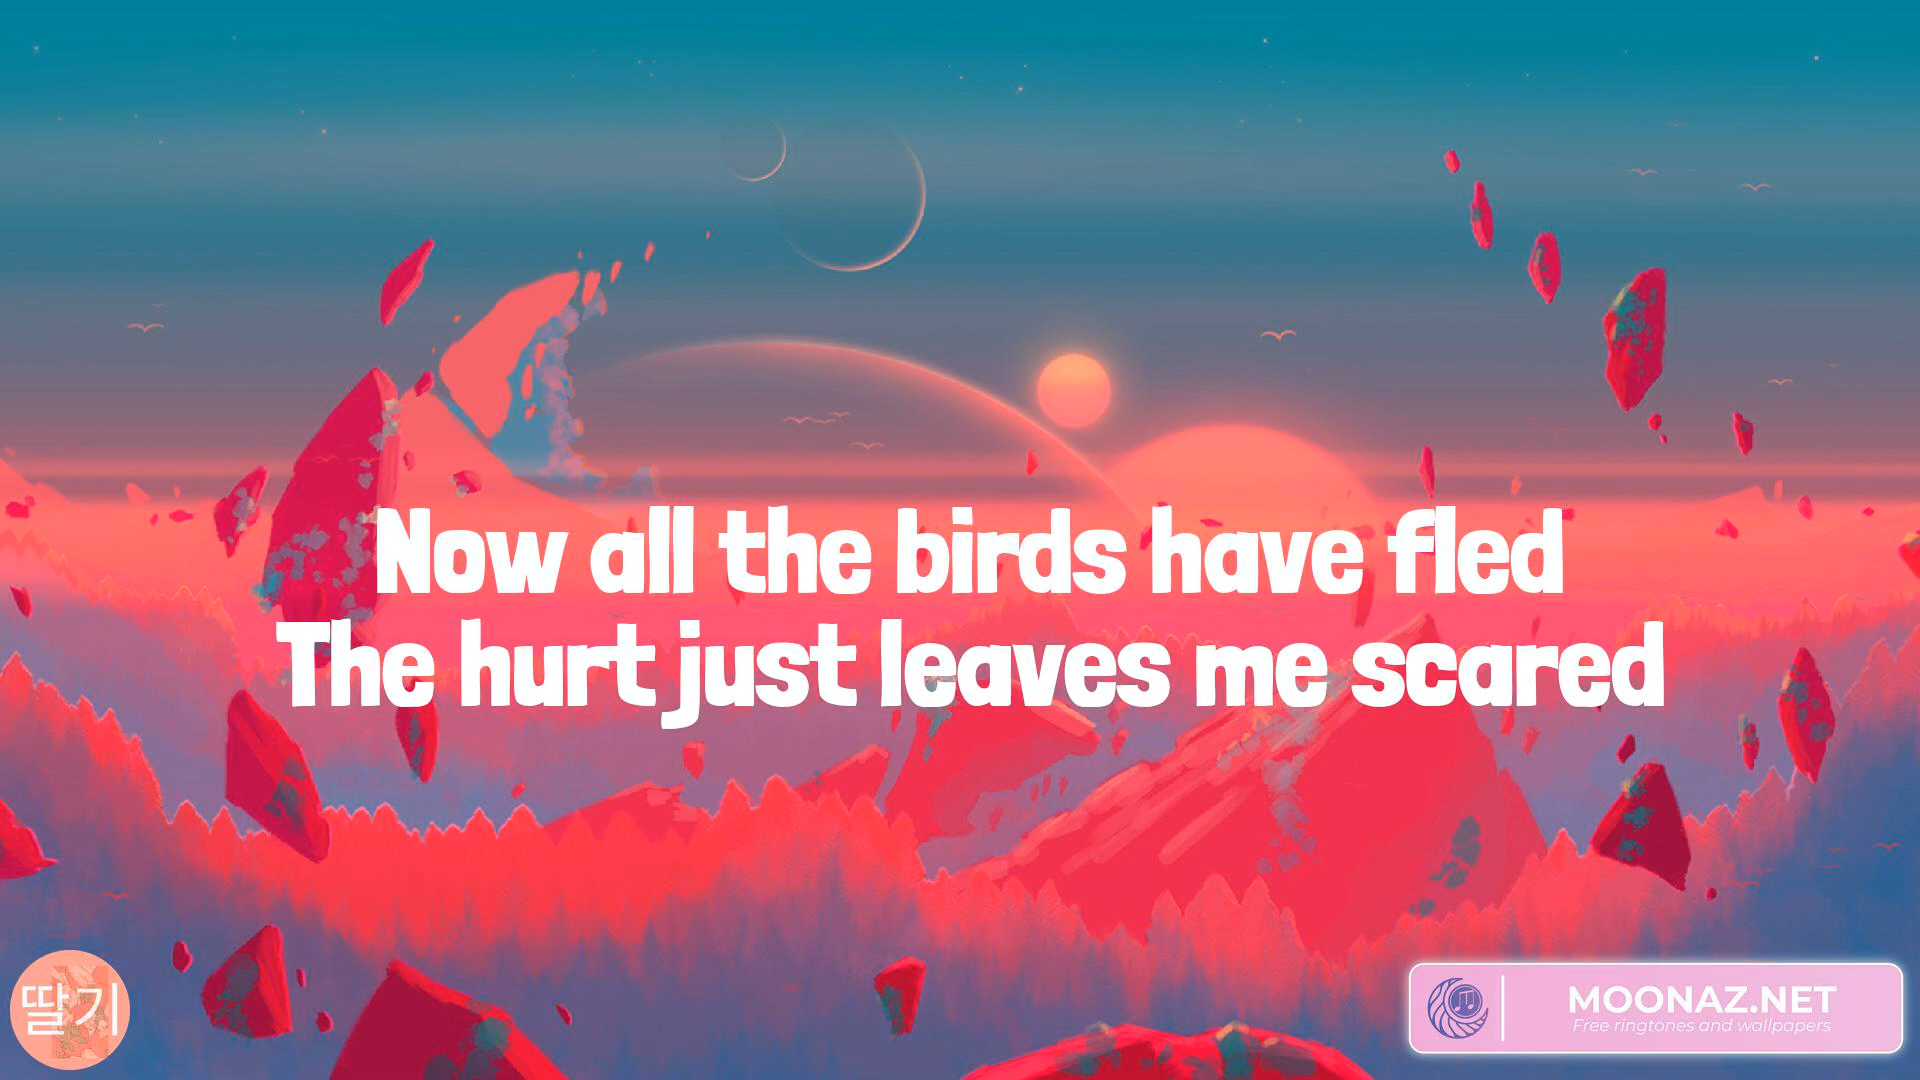 Now all the birds have fled
The hurt just leaves me scared
딸기
MOONAZ.NET
Free ringtones and wallpapers